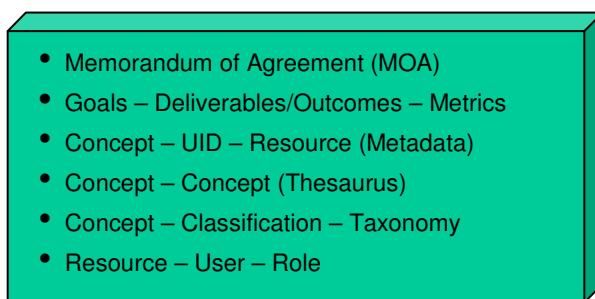 • Memorandum of Agreement (MOA)
• Goals – Deliverables/Outcomes – Metrics
• Concept – UID – Resource (Metadata)
• Concept – Concept (Thesaurus)
• Concept – Classification – Taxonomy
• Resource – User – Role